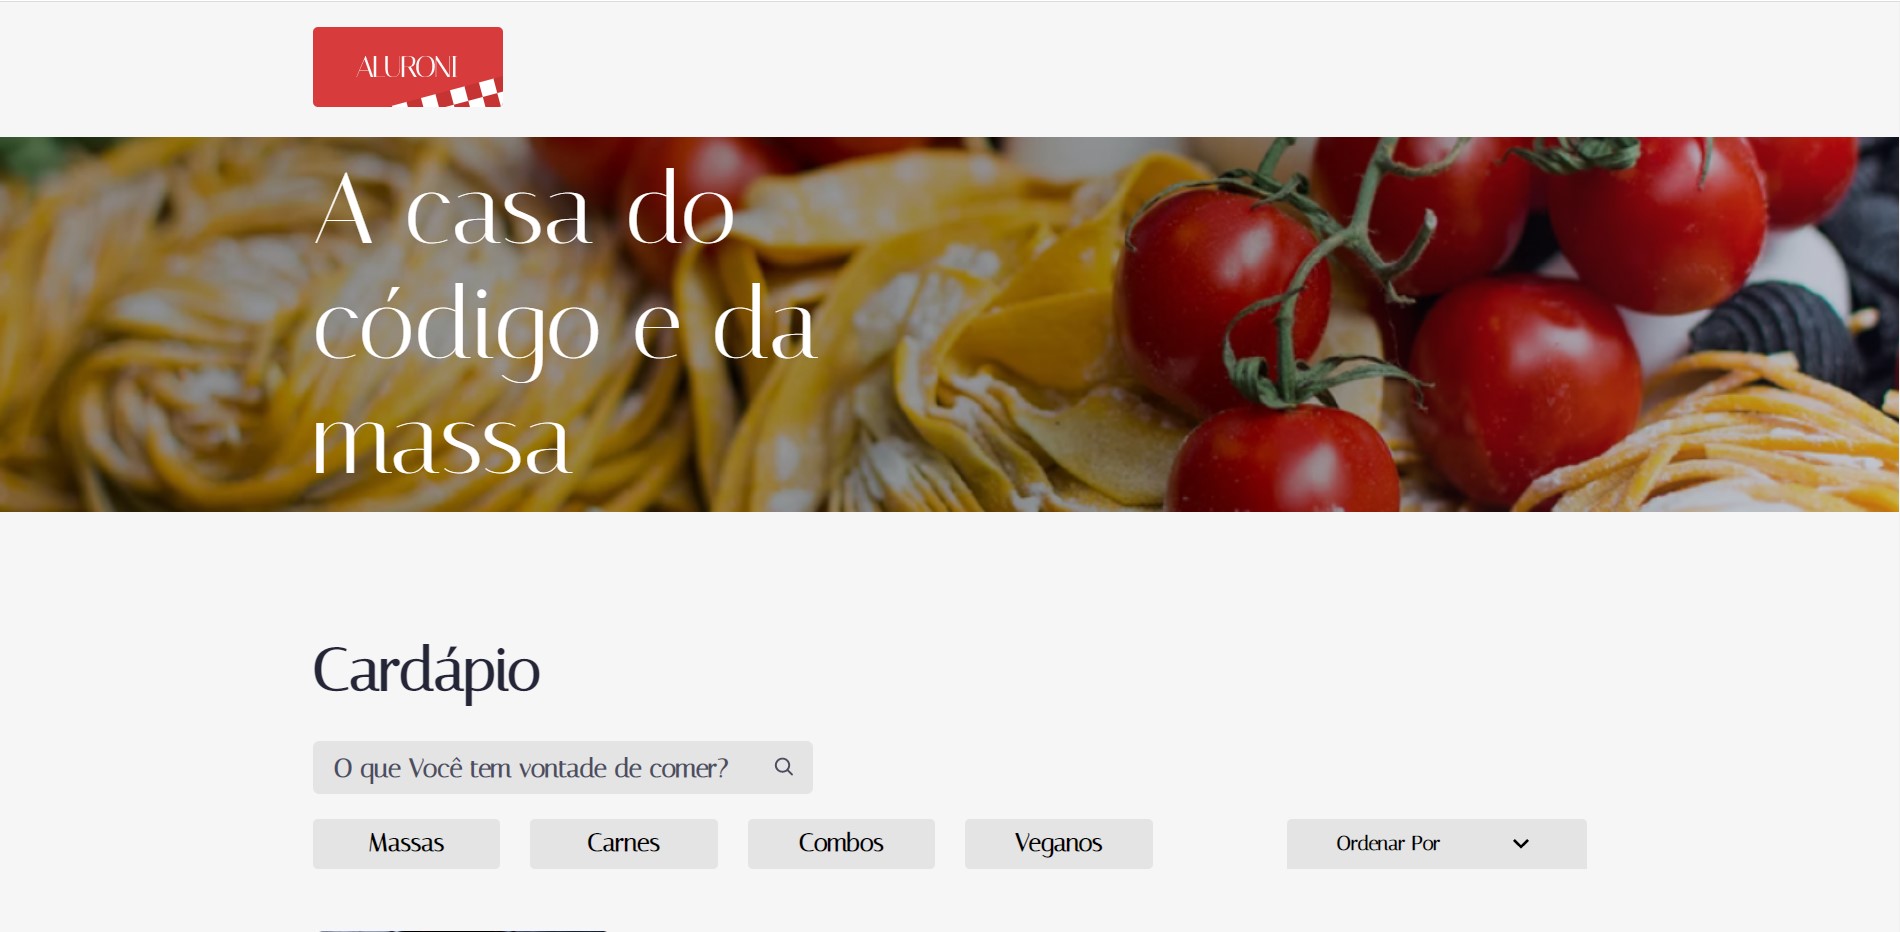 ALURONI
A casa do
código e da
massa
Cardápio
O que Você tem vontade de comer?
Massas Carnes Combos Veganos Ordenar Por